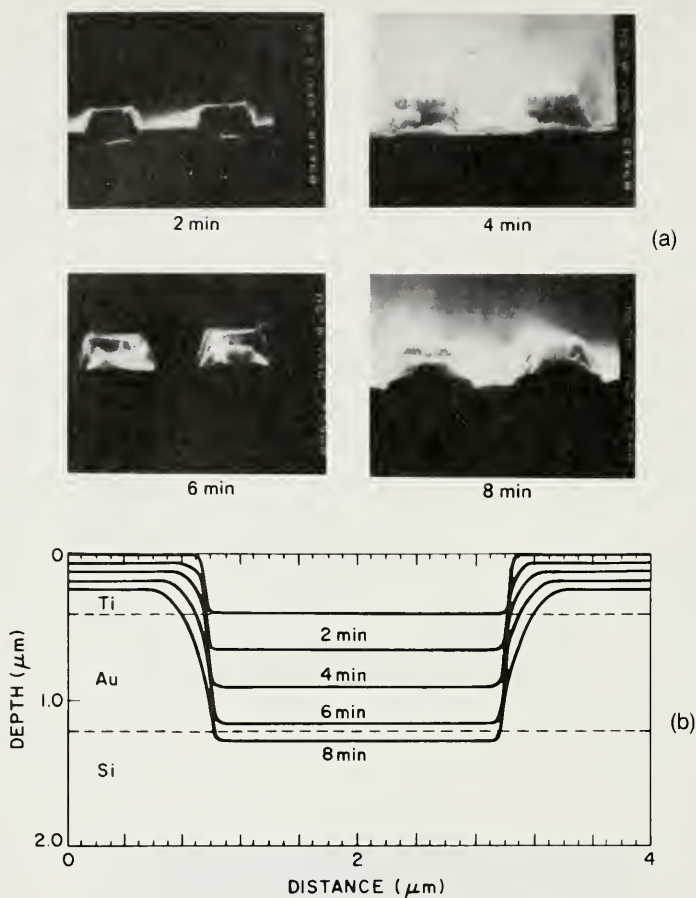 2 min
4 min
(a)
6 min
8 min
0
Ti
2 min
Au
4 min
1.0
6 min
(b)
8 min
Si
2.0
0
2
4
DEPTH (μm)
DISTANCE (μm)